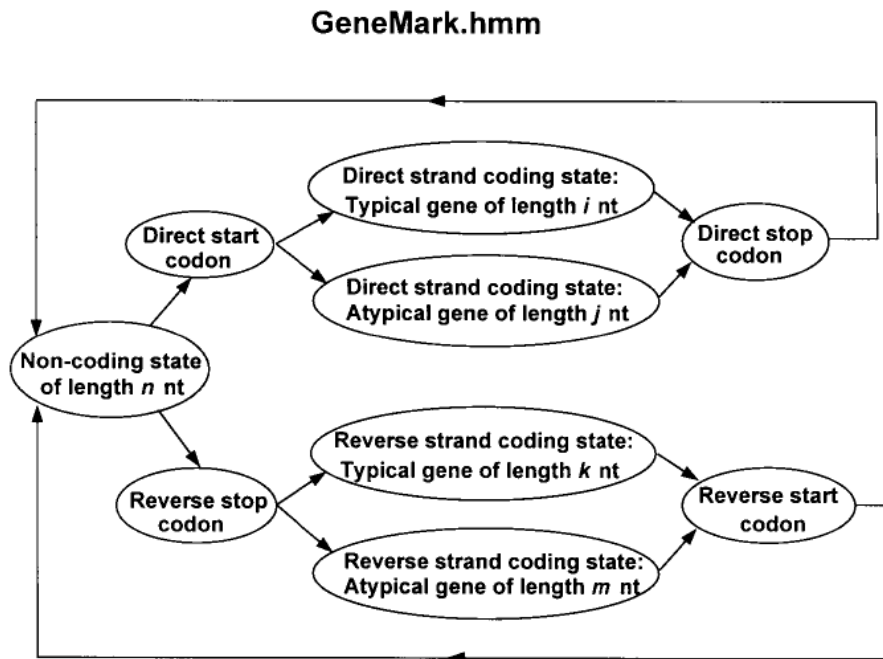 GeneMark.hmm
Direct strand coding state:
Typical gene of length i nt
Direct start
codon
Direct stop
codon
Direct strand coding state:
Atypical gene of length j nt
Non-coding state
of length n nt
Reverse strand coding state:
Typical gene of length k nt
Reverse stop
codon
Reverse start
codon
Reverse strand coding state:
Atypical gene of length m nt